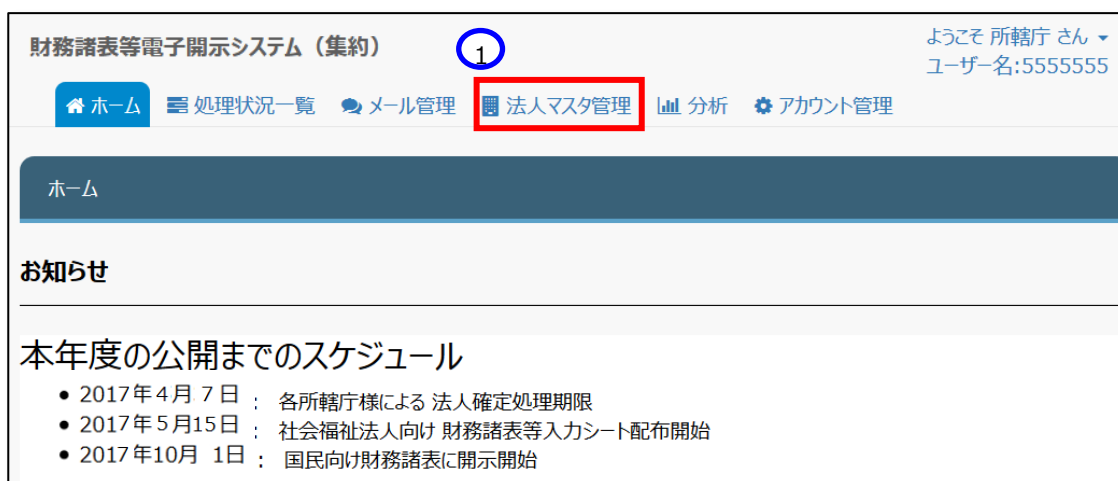 財務諸表等電子開示システム（集約）
1
ようこそ 所轄庁 さん
ユーザー名:5555555
ホーム 処理状況一覧 メール管理 法人マスタ管理 分析 アカウント管理
ホーム
お知らせ
本年度の公開までのスケジュール
• 2017年4月 7日 : 各所轄庁様による 法人確定処理期限
• 2017年5月15日 : 社会福祉法人向け 財務諸表等入力シート配布開始
• 2017年10月 1日 : 国民向け財務諸表に開示開始